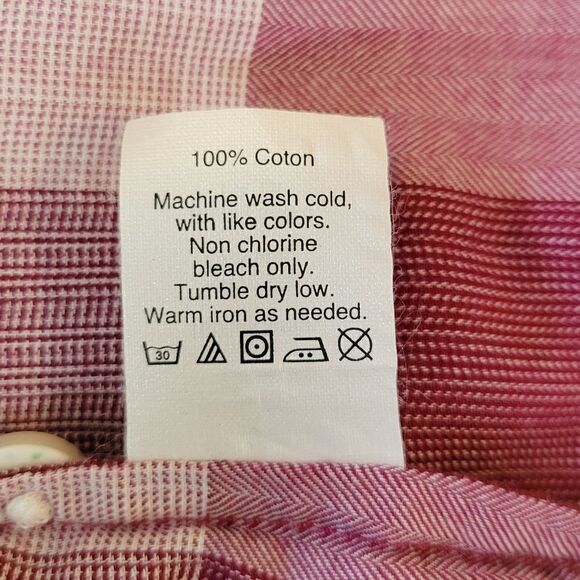 100% Coton
Machine wash cold,
with like colors.
Non chlorine
bleach only.
Tumble dry low.
Warm iron as needed.
30